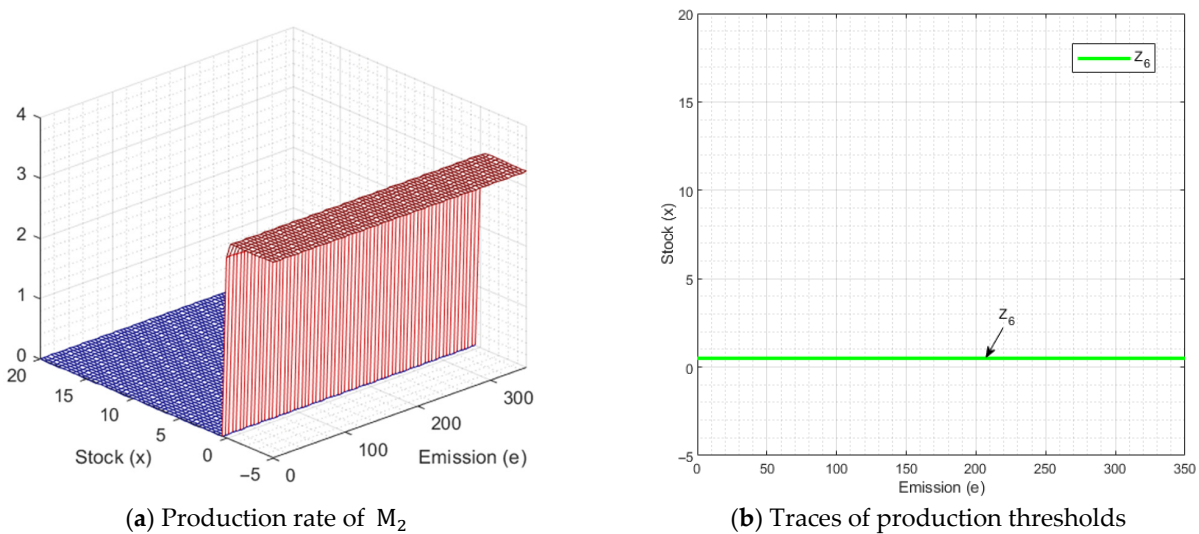 4
3
2
1
0
20
15
10
5
0
−5
0
100
200
300
Stock (x)
Emission (e)
(a) Production rate of M₂
20
15
10
5
0
−5
0 50 100 150 200 250 300 350
Stock (x)
Emission (e)
Z₆
Z₆
(b) Traces of production thresholds